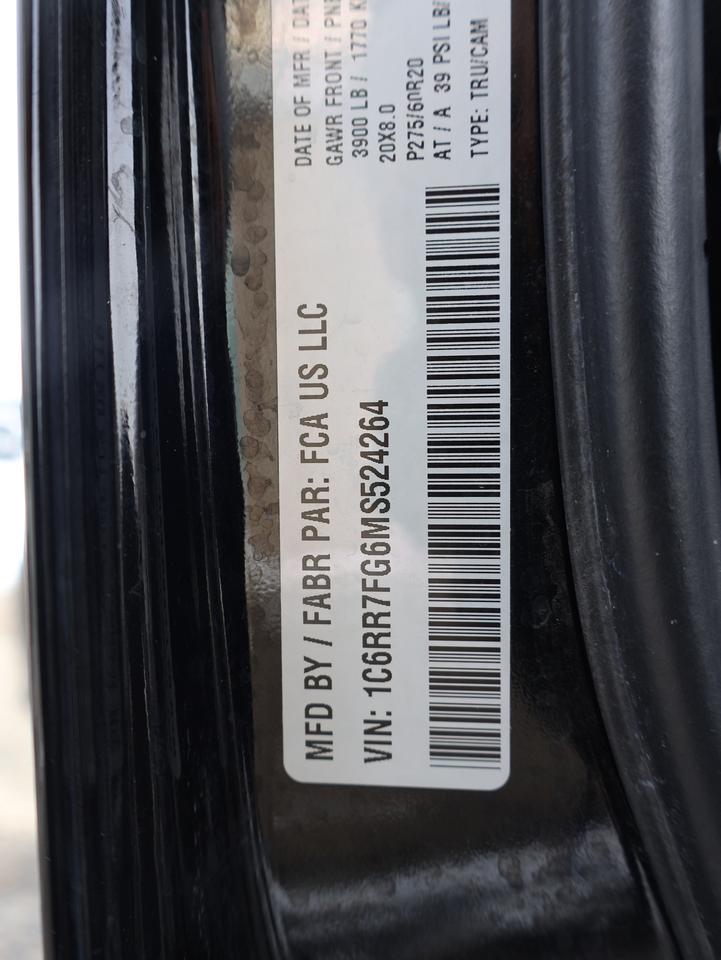 MFD BY / FABR PAR: FCA US LLC
DATE OF MFR / DAT
GAWR FRONT / PNB
3900 LB / 1770 K
20X8.0
P275/60R20
AT / A 39 PSI LB/
TYPE: TRU/CAM
VIN: 1C6RR7FG6MS524264